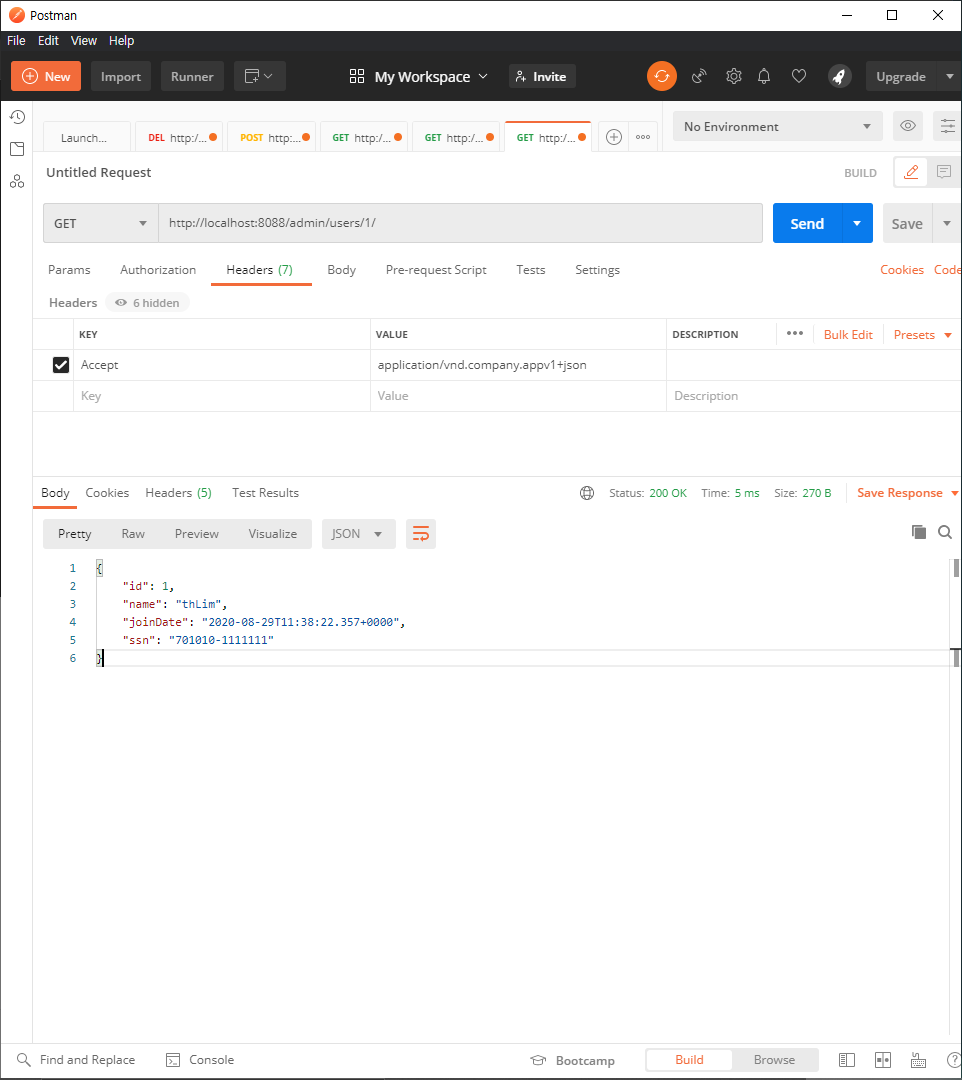 Postman
File Edit View Help
New Import Runner My Workspace Invite Upgrade
Launch... DEL http:/... POST http:... GET http:/... GET http:/... GET http:/... No Environment
Untitled Request BUILD
GET http://localhost:8088/admin/users/1/ Send Save
Params Authorization Headers (7) Body Pre-request Script Tests Settings Cookies Code
Headers 6 hidden
KEY VALUE DESCRIPTION Bulk Edit Presets
Accept application/vnd.company.appv1+json
Key Value Description
Body Cookies Headers (5) Test Results Status: 200 OK Time: 5 ms Size: 270 B Save Response
Pretty Raw Preview Visualize JSON
1 {
2 "id": 1,
3 "name": "thLim",
4 "joinDate": "2020-08-29T11:38:22.357+0000",
5 "ssn": "701010-1111111"
6 }
Find and Replace Console Bootcamp Build Browse